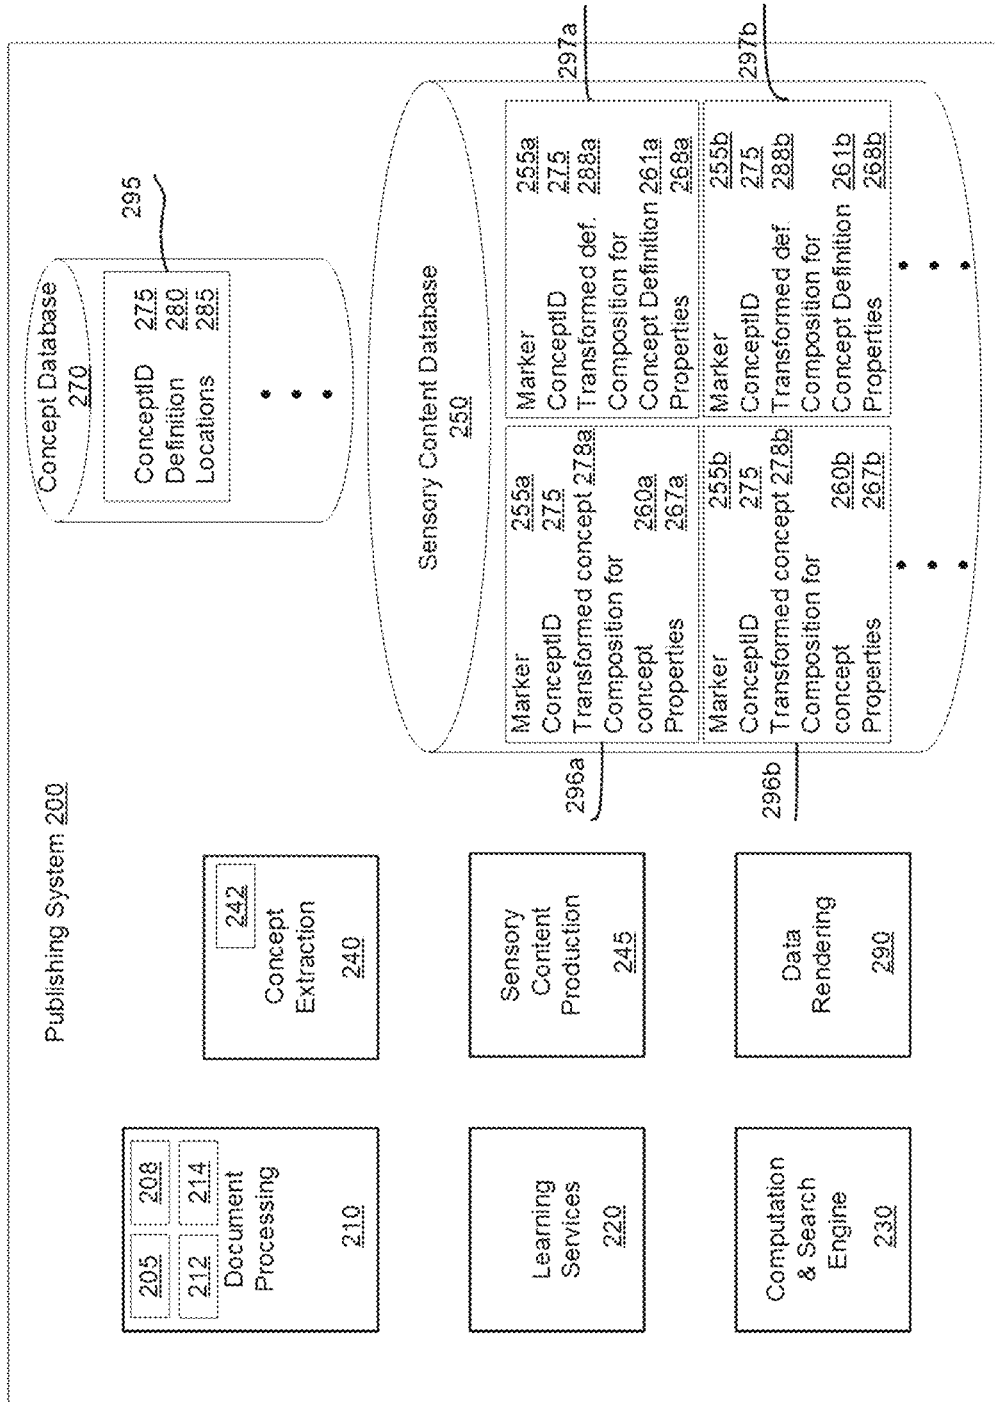 Publishing System 200
205
208
212
214
Document
Processing
210
242
Concept
Extraction
240
Concept Database
270
ConceptID 275
Definition 280
Locations 285
295
Learning
Services
220
Sensory
Content
Production
245
Computation
& Search
Engine
230
Data
Rendering
290
Sensory Content Database
250
Marker 255a
ConceptID 275
Transformed concept 278a
Composition for
concept 260a
Properties 267a
296a
Marker 255a
ConceptID 275
Transformed def. 288a
Composition for
Concept Definition 261a
Properties 268a
297a
Marker 255b
ConceptID 275
Transformed concept 278b
Composition for
concept 260b
Properties 267b
296b
Marker 255b
ConceptID 275
Transformed def. 288b
Composition for
Concept Definition 261b
Properties 268b
297b